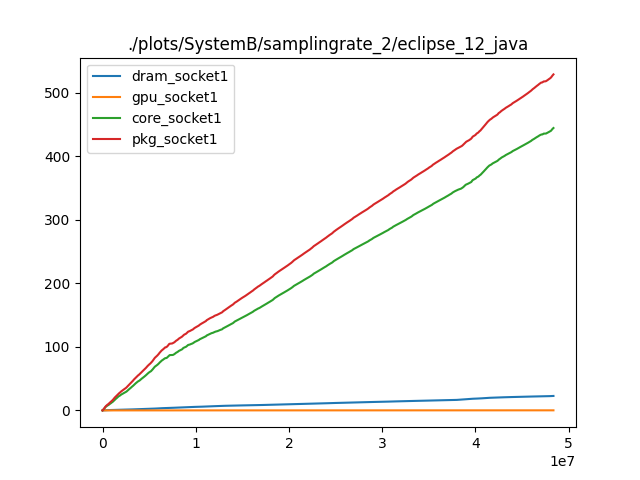 ./plots/SystemB/samplingrate_2/eclipse_12_java
dram_socket1
gpu_socket1
core_socket1
pkg_socket1
500
400
300
200
100
0
0 1 2 3 4 5
1e7